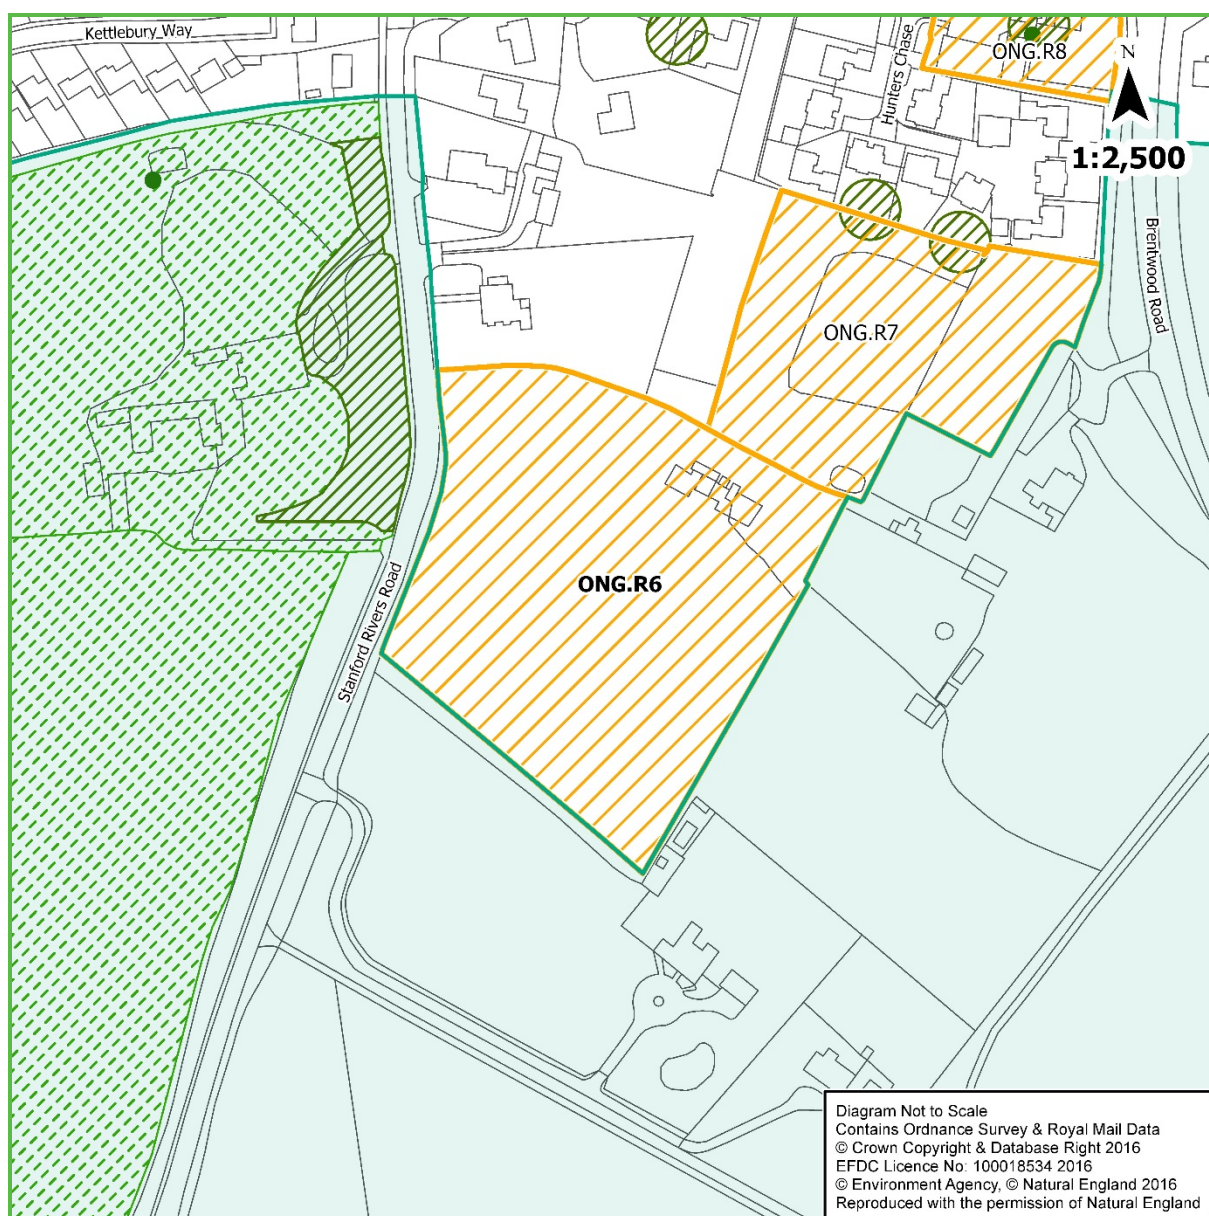 Kettlebury Way
Hunters Chase
ONG.R8
N
1:2,500
Brentwood Road
ONG.R7
ONG.R6
Stanford Rivers Road
Diagram Not to Scale
Contains Ordnance Survey & Royal Mail Data
© Crown Copyright & Database Right 2016
EFDC Licence No: 100018534 2016
© Environment Agency, © Natural England 2016
Reproduced with the permission of Natural England